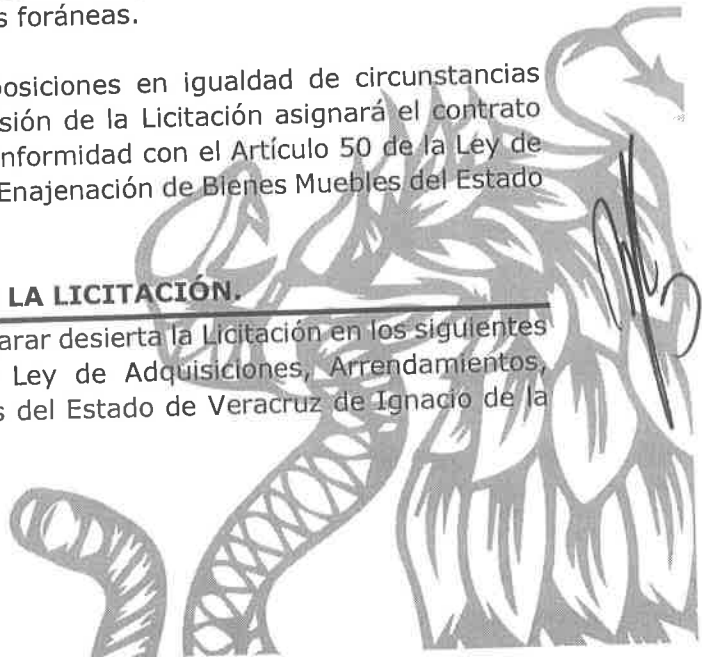 s foráneas.
posiciones en igualdad de circunstancias
sión de la Licitación asignará el contrato
onformidad con el Artículo 50 de la Ley de
Enajenación de Bienes Muebles del Estado
LA LICITACIÓN.
arar desierta la Licitación en los siguientes
Ley de Adquisiciones, Arrendamientos,
s del Estado de Veracruz de Ignacio de la